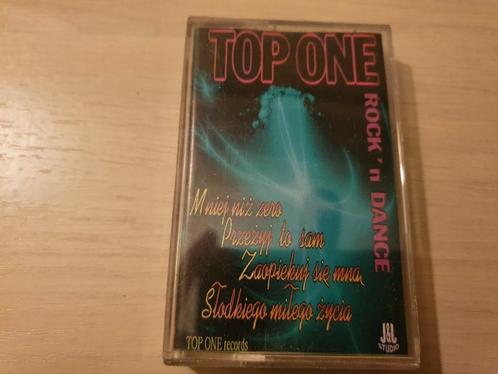 TOP ONE
ROCK 'n DANCE
Mniej niż zero
Przeżyj to sam
Zaopiekuj się mną
Słodkiego miłego życia
TOP ONE records
J&L
STUDIO